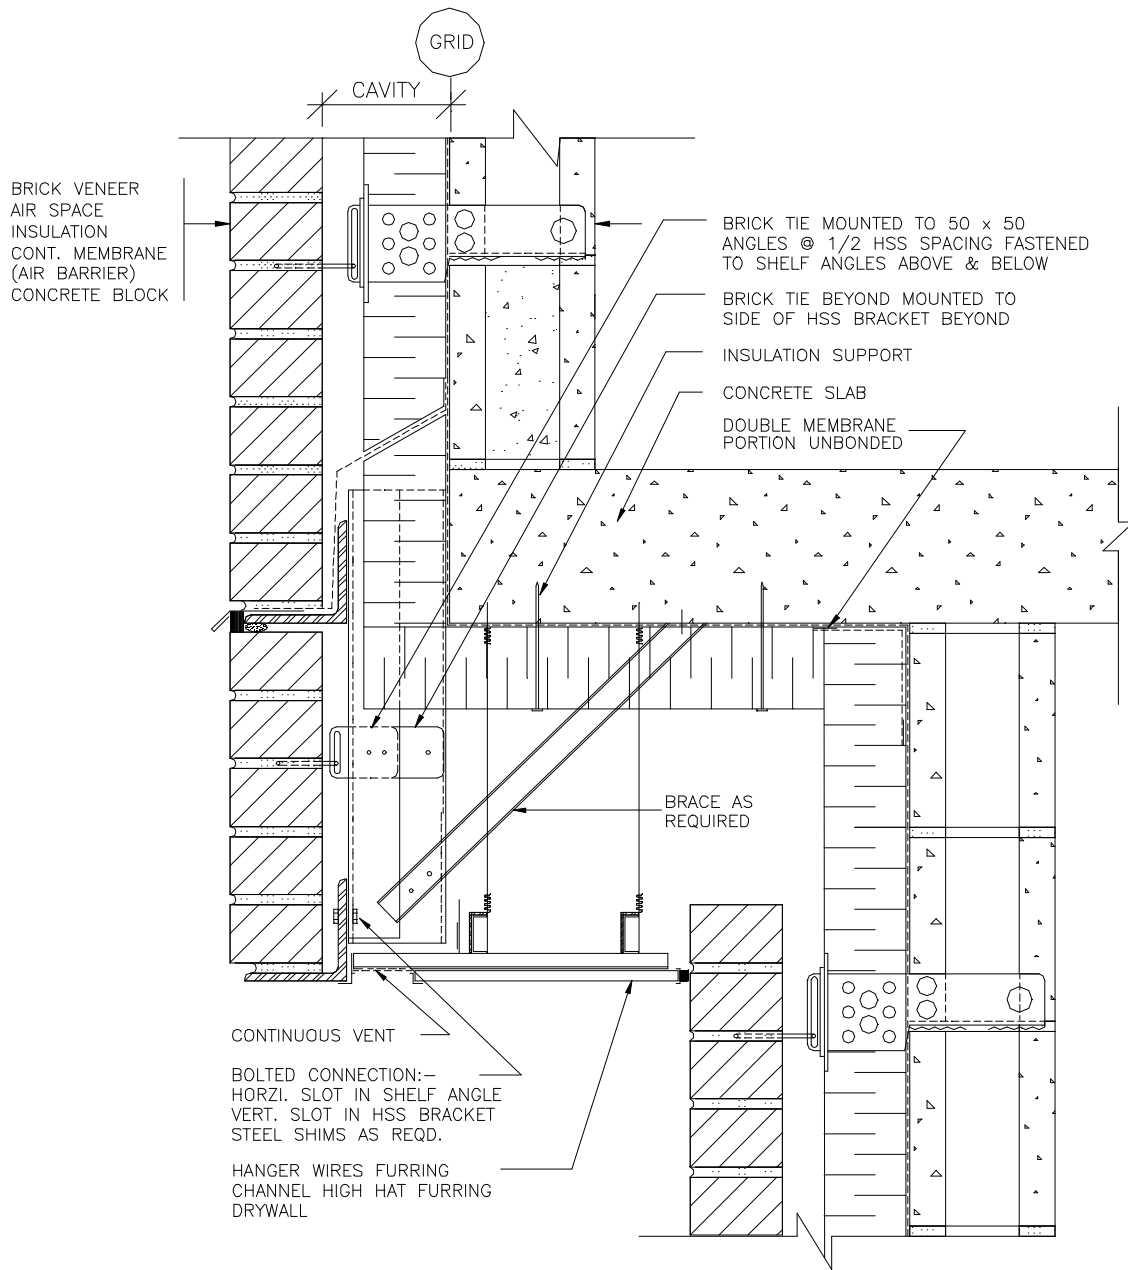 GRID
CAVITY
BRICK VENEER
AIR SPACE
INSULATION
CONT. MEMBRANE
(AIR BARRIER)
CONCRETE BLOCK
BRICK TIE MOUNTED TO 50 x 50
ANGLES @ 1/2 HSS SPACING FASTENED
TO SHELF ANGLES ABOVE & BELOW
BRICK TIE BEYOND MOUNTED TO
SIDE OF HSS BRACKET BEYOND
INSULATION SUPPORT
CONCRETE SLAB
DOUBLE MEMBRANE
PORTION UNBONDED
BRACE AS
REQUIRED
CONTINUOUS VENT
BOLTED CONNECTION:–
HORZI. SLOT IN SHELF ANGLE
VERT. SLOT IN HSS BRACKET
STEEL SHIMS AS REQD.
HANGER WIRES FURRING
CHANNEL HIGH HAT FURRING
DRYWALL